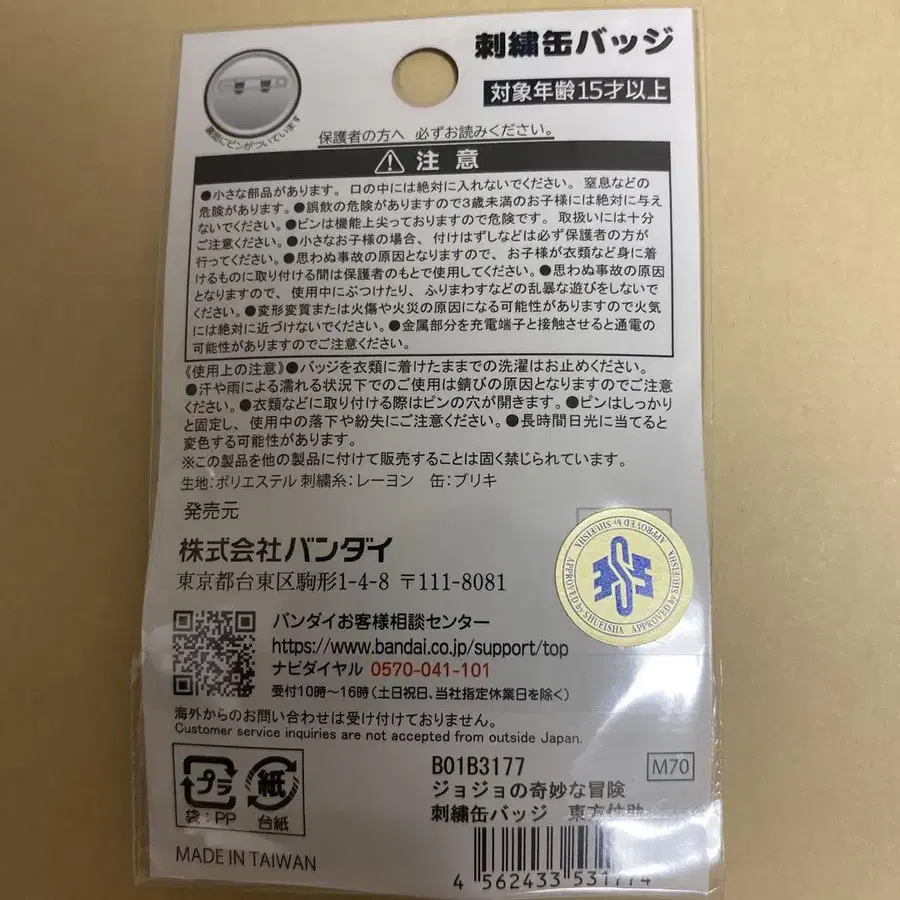 刺繍缶バッジ
対象年齢15才以上
裏面にピンがついています
保護者の方へ 必ずお読みください。
注意
●小さな部品があります。口の中には絶対に入れないでください。窒息などの
危険があります。●誤飲の危険がありますので3歳未満のお子様には絶対に与え
ないでください。●ピンは機能上尖っておりますので危険です。取扱いには十分
ご注意ください。●小さなお子様の場合、付けはずしなどは必ず保護者の方が
行ってください。●思わぬ事故の原因となりますので、お子様が衣類など身に着
けるものに取り付ける間は保護者のもとで使用してください。●思わぬ事故の原因
となりますので、使用中にぶつけたり、ふりまわすなどの乱暴な遊びをしないで
ください。●変形変質または火傷や火災の原因になる可能性がありますので火気
には絶対に近づけないでください。●金属部分を充電端子と接触させると通電の
可能性がありますのでご注意ください。
《使用上の注意》●バッジを衣類に着けたままでの洗濯はお止めください。
●汗や雨による濡れる状況下でのご使用は錆びの原因となりますのでご注意
ください。●衣類などに取り付ける際はピンの穴が開きます。●ピンはしっかり
と固定し、使用中の落下や紛失にご注意ください。●長時間日光に当てると
変色する可能性があります。
※この製品を他の製品に付けて販売することは固く禁じられています。
生地:ポリエステル 刺繍糸:レーヨン 缶:ブリキ
発売元
株式会社バンダイ
東京都台東区駒形1-4-8 〒111-8081
APPROVED by SHUEISHA APPROVED by SHUEISHA APPROVED by SHUEISHA
バンダイお客様相談センター
https://www.bandai.co.jp/support/top
ナビダイヤル 0570-041-101
受付10時～16時(土日祝日、当社指定休業日を除く)
海外からのお問い合わせは受け付けておりません。
Customer service inquiries are not accepted from outside Japan.
プラ
袋:PP
紙
台紙
B01B3177
M70
ジョジョの奇妙な冒険
刺繍缶バッジ 東方仗助
MADE IN TAIWAN
4 562433 531774